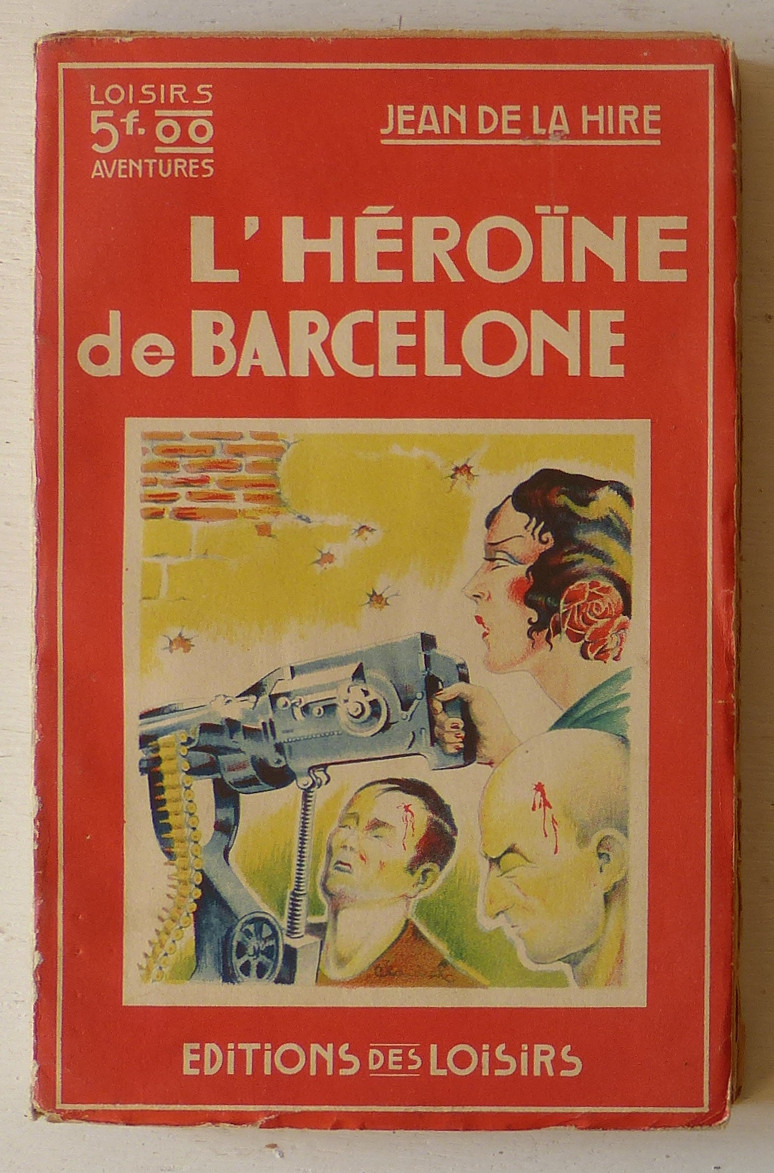 LOISIRS
5f.00
AVENTURES
JEAN DE LA HIRE
L'HÉROÏNE
de BARCELONE
EDITIONS DES LOISIRS